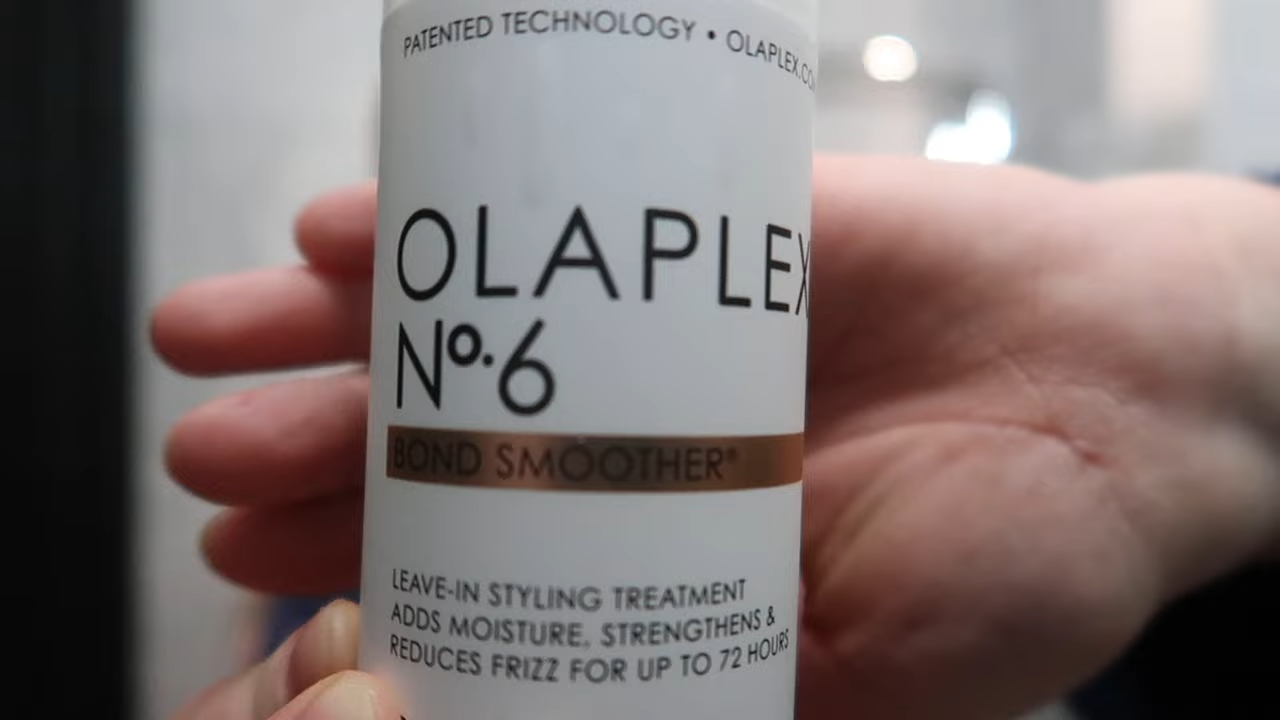 PATENTED TECHNOLOGY • OLAPLEX.CO
OLAPLEX
Nº.6
BOND SMOOTHER®
LEAVE-IN STYLING TREATMENT
ADDS MOISTURE, STRENGTHENS &
REDUCES FRIZZ FOR UP TO 72 HOURS